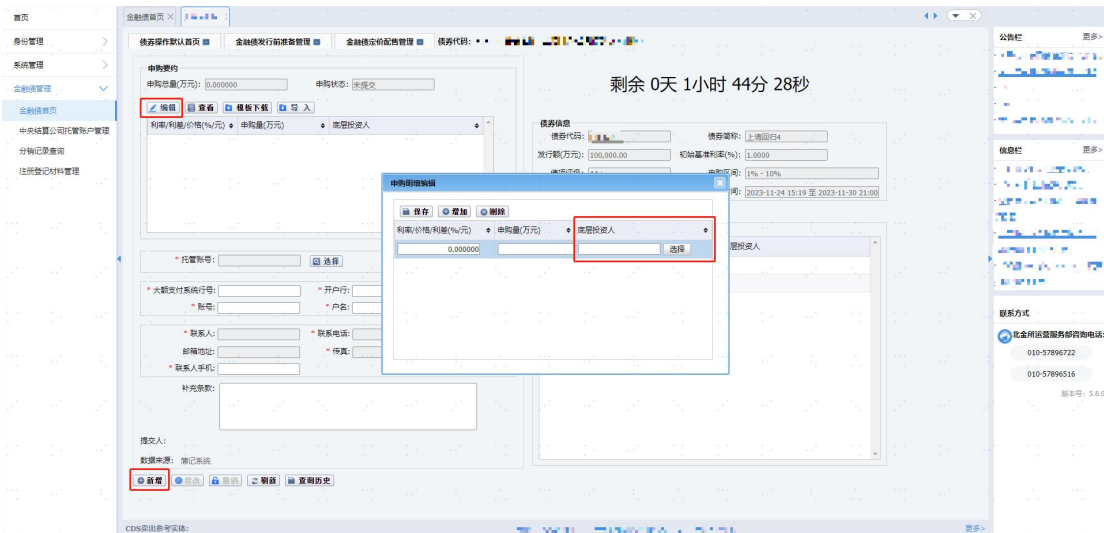 首页
身份管理
系统管理
金融债管理
金融债首页
中央结算公司托管账户管理
分销记录查询
注册登记材料管理
金融债首页
债券操作默认首页 金融债发行前准备管理 金融债定价配售管理 债券代码:
申购要约
申购总量(万元): 0.000000 申购状态: 未提交
编辑 查看 模板下载 导入
利率/利差/价格(%/元) 申购量(万元) 底层投资人
* 托管账号: 选择
* 大额支付系统行号: * 开户行:
* 账号: * 户名:
* 联系人: * 联系电话:
邮箱地址: * 传真:
* 联系人手机:
补充条款:
提交人:
数据来源: 簿记系统
新增 修改 撤销 刷新 查询历史
CDS卖出参考实体:
更多>
剩余 0天 1小时 44分 28秒
债券信息
债券代码: 债券简称: 上清回归4
发行额(万元): 100,000.00 初始基准利率(%): 1.0000
申购区间: 1% - 10%
间: 2023-11-24 15:19 至 2023-11-30 21:00
层投资人
申购明细编辑
保存 增加 删除
利率/价格/利差(%/元) 申购量(万元) 底层投资人
0.000000 选择
公告栏 更多>
信息栏 更多>
联系方式
北金所运营服务部咨询电话:
010-57896722
010-57896516
版本号: 5.6.0